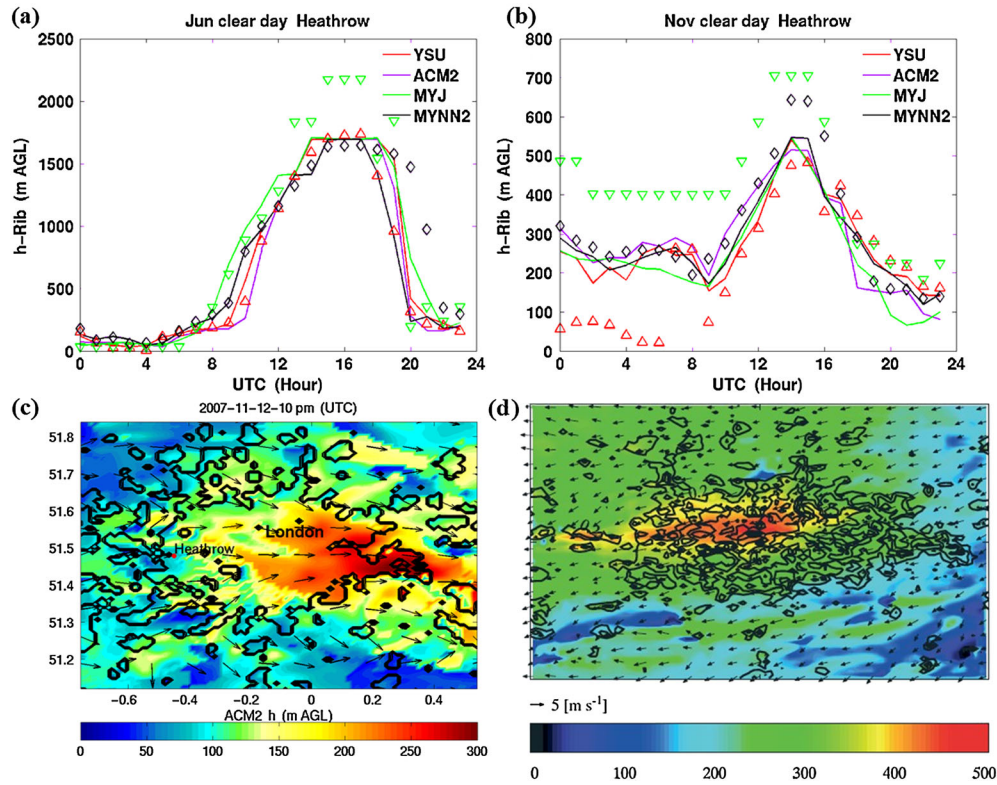 (a)
Jun clear day Heathrow
2500
2000
1500
1000
500
0
h-Rib (m AGL)
YSU
ACM2
MYJ
MYNN2
0 4 8 12 16 20 24
UTC (Hour)
(b)
Nov clear day Heathrow
800
700
600
500
400
300
200
100
0
h-Rib (m AGL)
YSU
ACM2
MYJ
MYNN2
0 4 8 12 16 20 24
UTC (Hour)
(c)
2007-11-12-10 pm (UTC)
51.8
51.7
51.6
51.5
51.4
51.3
51.2
London
Heathrow
-0.6 -0.4 -0.2 0 0.2 0.4
ACM2 h (m AGL)
0 50 100 150 200 250 300
(d)
5 [m s-1]
0 100 200 300 400 500